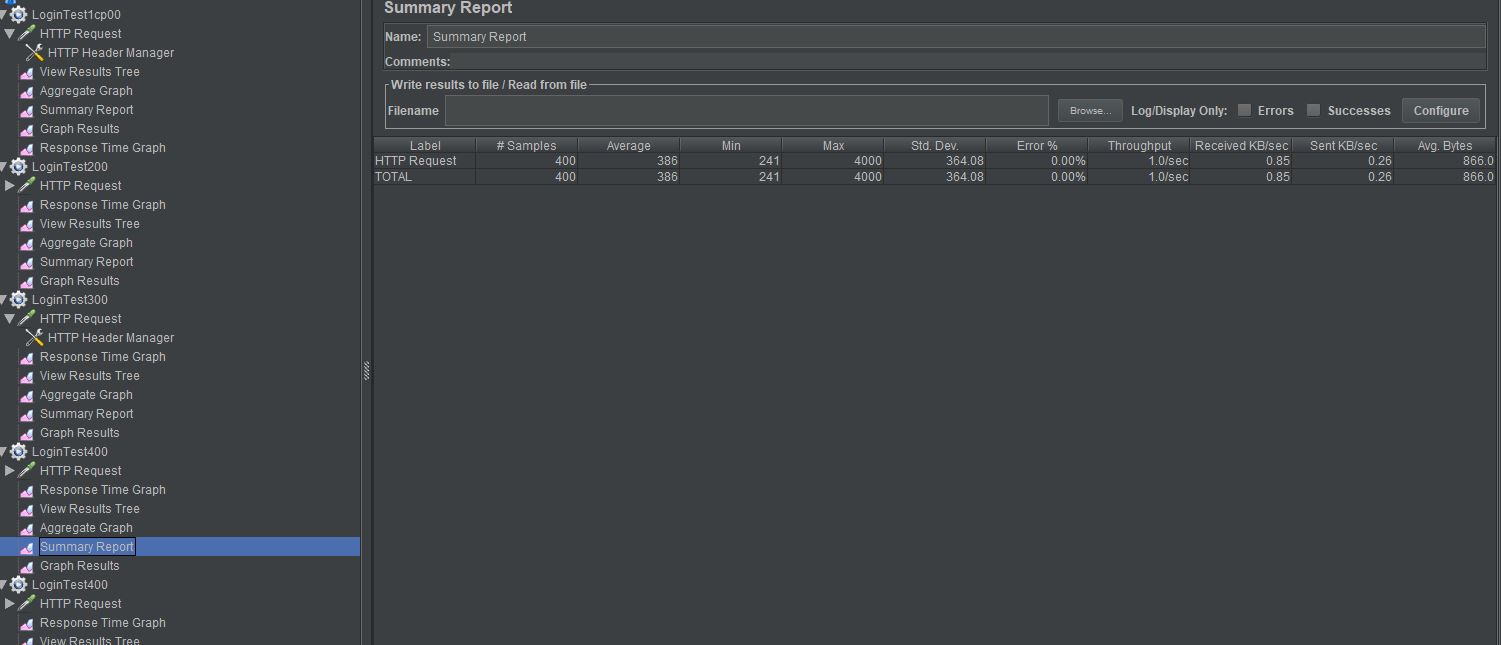 LoginTest1cp00
HTTP Request
HTTP Header Manager
View Results Tree
Aggregate Graph
Summary Report
Graph Results
Response Time Graph
LoginTest200
HTTP Request
Response Time Graph
View Results Tree
Aggregate Graph
Summary Report
Graph Results
LoginTest300
HTTP Request
HTTP Header Manager
Response Time Graph
View Results Tree
Aggregate Graph
Summary Report
Graph Results
LoginTest400
HTTP Request
Response Time Graph
View Results Tree
Aggregate Graph
Summary Report
Graph Results
LoginTest400
HTTP Request
Response Time Graph
View Results Tree
Summary Report
Name: Summary Report
Comments:
Write results to file / Read from file
Filename Browse... Log/Display Only: Errors Successes Configure
Label # Samples Average Min Max Std. Dev. Error % Throughput Received KB/sec Sent KB/sec Avg. Bytes
HTTP Request 400 386 241 4000 364.08 0.00% 1.0/sec 0.85 0.26 866.0
TOTAL 400 386 241 4000 364.08 0.00% 1.0/sec 0.85 0.26 866.0